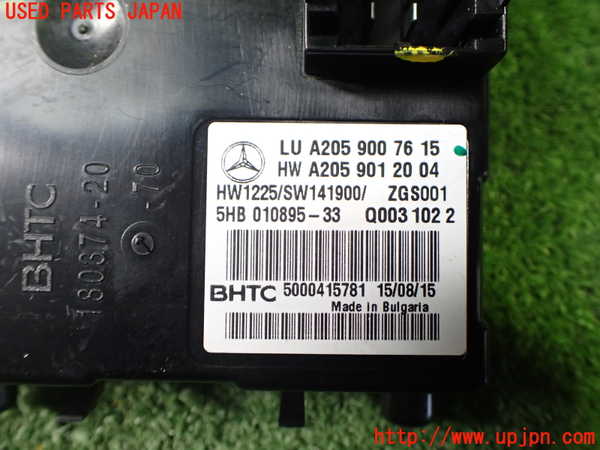 USED PARTS JAPAN
BHTC
180674-20
-70
LU A205 900 76 15
HW A205 901 20 04
HW1225/SW141900/ ZGS001
5HB 010895-33 Q003 102 2
BHTC 5000415781 15/08/15
Made in Bulgaria
http://www.upjpn.com